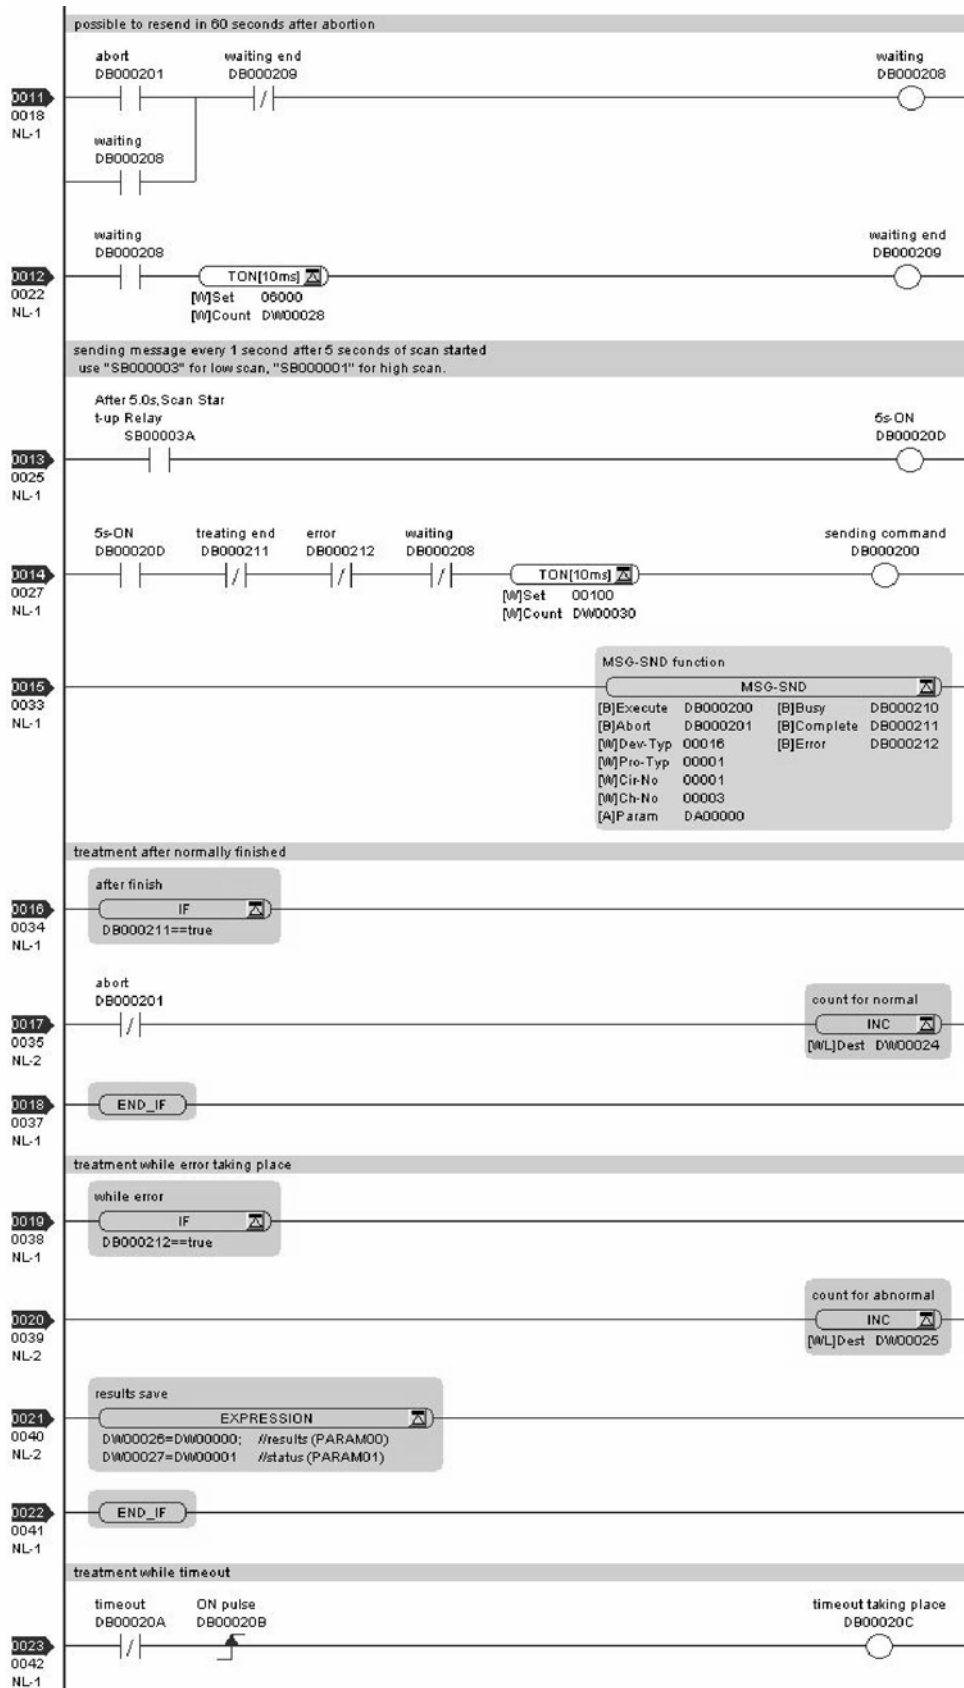 possible to resend in 60 seconds after abortion
abort waiting end waiting
DB000201 DB000209 DB000208
0011
0018
NL-1
waiting
DB000208
waiting waiting end
DB000208 DB000209
0012 TON[10ms]
0022 [W]Set 06000
NL-1 [W]Count DW00028
sending message every 1 second after 5 seconds of scan started
use "SB000003" for low scan, "SB000001" for high scan.
After 5.0s,Scan Star
t-up Relay 5s-ON
SB00003A DB00020D
0013
0025
NL-1
5s-ON treating end error waiting sending command
DB00020D DB000211 DB000212 DB000208 DB000200
0014 TON[10ms]
0027 [W]Set 00100
NL-1 [W]Count DW00030
MSG-SND function
0015 MSG-SND
0033 [B]Execute DB000200 [B]Busy DB000210
NL-1 [B]Abort DB000201 [B]Complete DB000211
[W]Dev-Typ 00016 [B]Error DB000212
[W]Pro-Typ 00001
[W]Cir-No 00001
[W]Ch-No 00003
[A]Param DA00000
treatment after normally finished
after finish
0016 IF
0034 DB000211==true
NL-1
abort
DB000201 count for normal
0017 INC
0035 [WL]Dest DW00024
NL-2
0018 END_IF
0037
NL-1
treatment while error taking place
while error
0019 IF
0038 DB000212==true
NL-1
count for abnormal
0020 INC
0039 [WL]Dest DW00025
NL-2
results save
0021 EXPRESSION
0040 DW00026=DW00000; //results (PARAM00)
NL-2 DW00027=DW00001 //status (PARAM01)
0022 END_IF
0041
NL-1
treatment while timeout
timeout ON pulse timeout taking place
DB00020A DB00020B DB00020C
0023
0042
NL-1